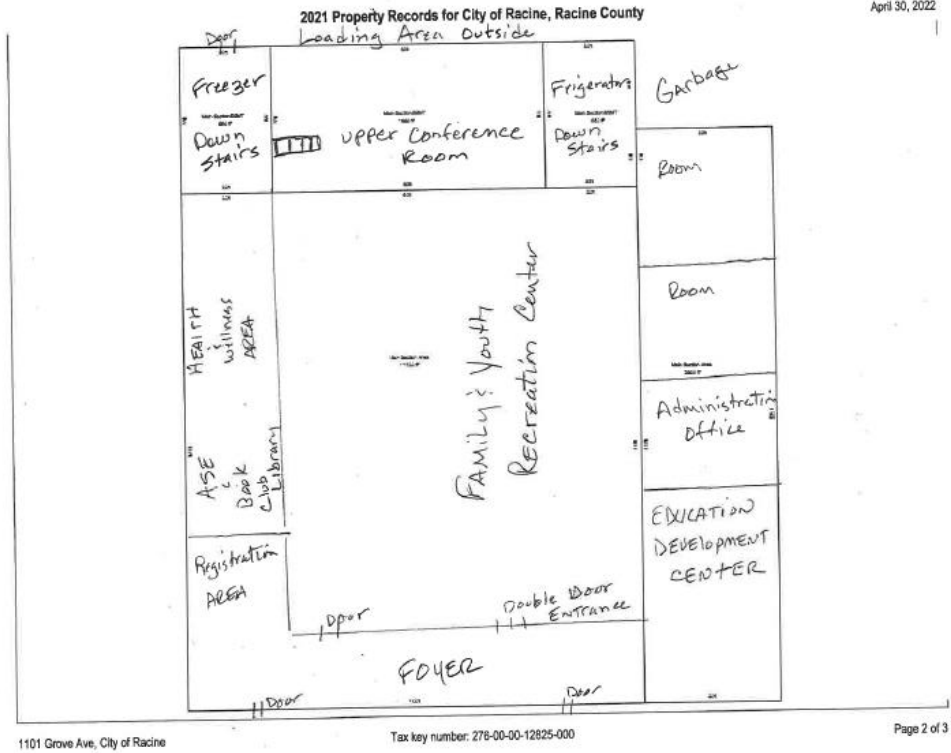 2021 Property Records for City of Racine, Racine County
April 30, 2022
Door
Loading Area Outside
Freezer
Down
Stairs
Upper Conference
Room
Frigerators
Down
Stairs
Garbage
Room
Room
Administration
Office
EDUCATION
DEVELOPMENT
CENTER
HEALTH
&
Wellness
AREA
ASE
&
Book
Club
Library
FAMILY & Youth
RECreation Center
Registration
AREA
Door
Double Door
Entrance
FOYER
Door
Door
1101 Grove Ave, City of Racine
Tax key number: 276-00-00-12825-000
Page 2 of 3